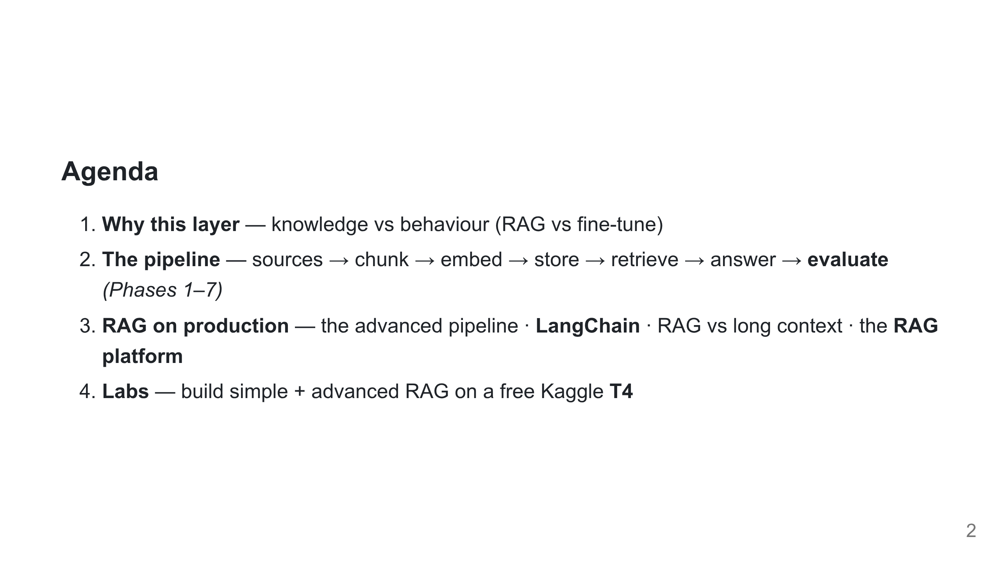 Agenda
1. Why this layer — knowledge vs behaviour (RAG vs fine-tune)
2. The pipeline — sources → chunk → embed → store → retrieve → answer → evaluate
(Phases 1–7)
3. RAG on production — the advanced pipeline · LangChain · RAG vs long context · the RAG
platform
4. Labs — build simple + advanced RAG on a free Kaggle T4
2